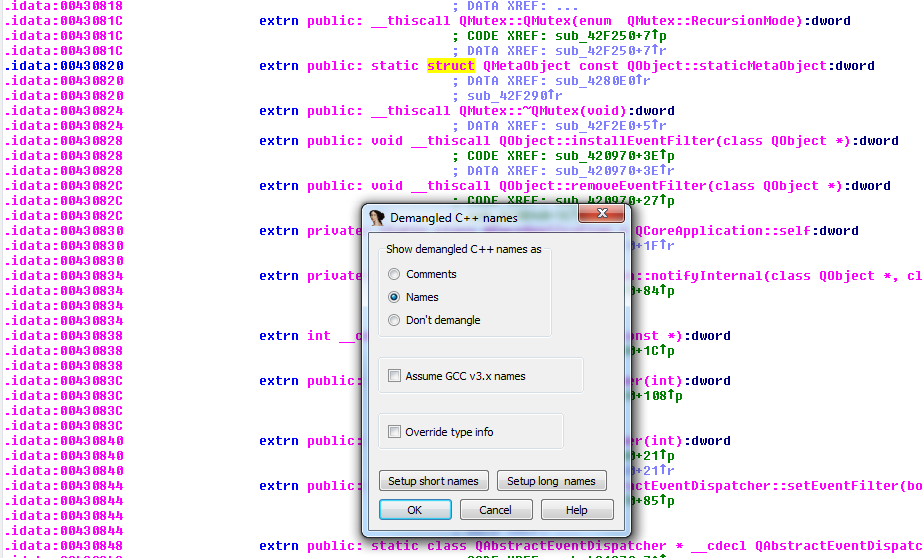 .idata:00430818 ; DATA XREF: ...
.idata:0043081C extrn public: __thiscall QMutex::QMutex(enum QMutex::RecursionMode):dword
.idata:0043081C ; CODE XREF: sub_42F250+7↑p
.idata:0043081C ; DATA XREF: sub_42F250+7↑r
.idata:00430820 extrn public: static struct QMetaObject const QObject::staticMetaObject:dword
.idata:00430820 ; DATA XREF: sub_4280E0↑r
.idata:00430820 ; sub_42F290↑r
.idata:00430824 extrn public: __thiscall QMutex::~QMutex(void):dword
.idata:00430824 ; DATA XREF: sub_42F2E0+5↑r
.idata:00430828 extrn public: void __thiscall QObject::installEventFilter(class QObject *):dword
.idata:00430828 ; CODE XREF: sub_420970+3E↑p
.idata:00430828 ; DATA XREF: sub_420970+3E↑r
.idata:0043082C extrn public: void __thiscall QObject::removeEventFilter(class QObject *):dword
.idata:0043082C ; CODE XREF: sub_420970+27↑p
.idata:0043082C
.idata:00430830 extrn private QCoreApplication::self:dword
.idata:00430830 +1F↑r
.idata:00430830
.idata:00430834 extrn private ::notifyInternal(class QObject *, cl
.idata:00430834 +84↑p
.idata:00430834
.idata:00430834
.idata:00430838 extrn int __c const *):dword
.idata:00430838 +1C↑p
.idata:00430838
.idata:0043083C extrn public: er(int):dword
.idata:0043083C +108↑p
.idata:0043083C
.idata:0043083C
.idata:00430840 extrn public: er(int):dword
.idata:00430840 +21↑p
.idata:00430840 +21↑r
.idata:00430844 extrn public: ractEventDispatcher::setEventFilter(bo
.idata:00430844 +85↑p
.idata:00430844
.idata:00430844
.idata:00430848 extrn public: static class QAbstractEventDispatcher * __cdecl QAbstractEventDispatc
Demangled C++ names
Show demangled C++ names as
Comments
Names
Don't demangle
Assume GCC v3.x names
Override type info
Setup short names
Setup long names
OK
Cancel
Help